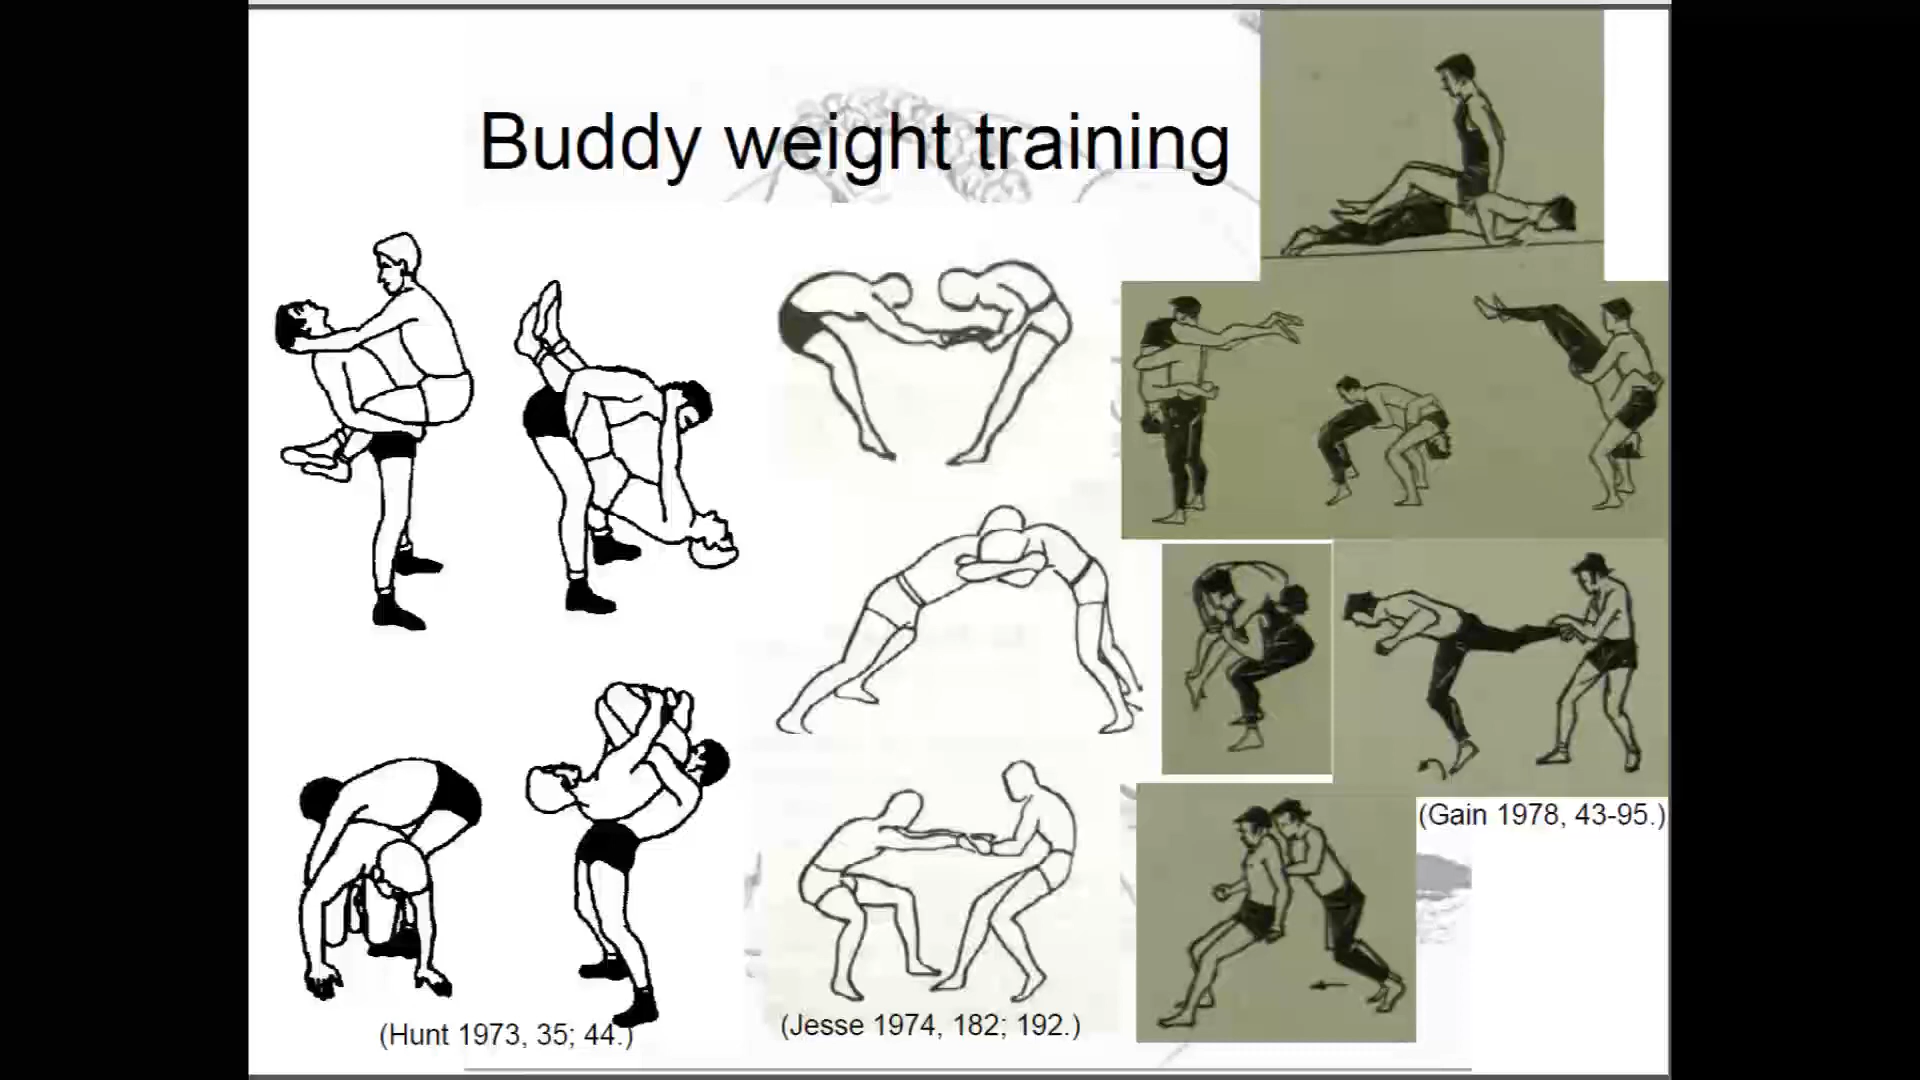 Buddy weight training
(Hunt 1973, 35; 44.)
(Jesse 1974, 182; 192.)
(Gain 1978, 43-95.)